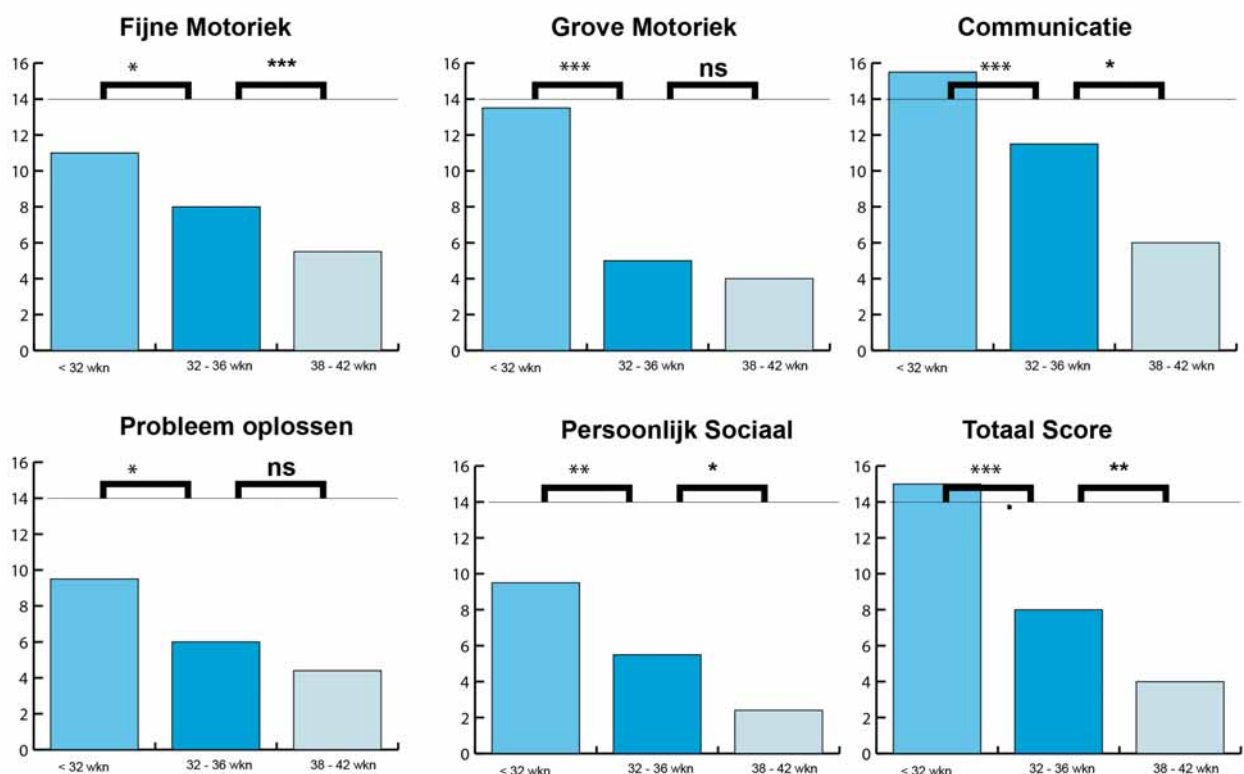 Fijne Motoriek
16
14
12
10
8
6
4
2
0
*
***
< 32 wkn
32 - 36 wkn
38 - 42 wkn
Grove Motoriek
16
14
12
10
8
6
4
2
0
***
ns
< 32 wkn
32 - 36 wkn
38 - 42 wkn
Communicatie
16
14
12
10
8
6
4
2
0
***
*
< 32 wkn
32 - 36 wkn
38 - 42 wkn
Probleem oplossen
16
14
12
10
8
6
4
2
0
*
ns
< 32 wkn
32 - 36 wkn
38 - 42 wkn
Persoonlijk Sociaal
16
14
12
10
8
6
4
2
0
**
*
< 32 wkn
32 - 36 wkn
38 - 42 wkn
Totaal Score
16
14
12
10
8
6
4
2
0
***
**
< 32 wkn
32 - 36 wkn
38 - 42 wkn